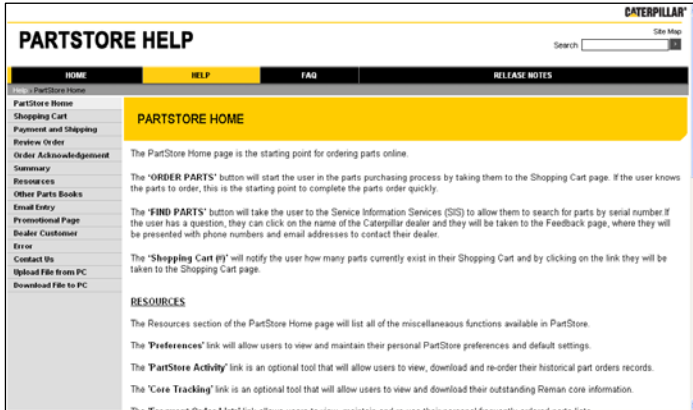 CATERPILLAR®
PARTSTORE HELP
Site Map
Search
HOME HELP FAQ RELEASE NOTES
Help > PartStore Home
PartStore Home
Shopping Cart
Payment and Shipping
Review Order
Order Acknowledgement
Summary
Resources
Other Parts Books
Email Entry
Promotional Page
Dealer Customer
Error
Contact Us
Upload File from PC
Download File to PC
PARTSTORE HOME
The PartStore Home page is the starting point for ordering parts online.
The "ORDER PARTS" button will start the user in the parts purchasing process by taking them to the Shopping Cart page. If the user knows
the parts to order, this is the starting point to complete the parts order quickly.
The "FIND PARTS" button will take the user to the Service Information Services (SIS) to allow them to search for parts by serial number.If
the user has a question, they can click on the name of the Caterpillar dealer and they will be taken to the Feedback page, where they will
be presented with phone numbers and email addresses to contact their dealer.
The "Shopping Cart (#)" will notify the user how many parts currently exist in their Shopping Cart and by clicking on the link they will be
taken to the Shopping Cart page.
RESOURCES
The Resources section of the PartStore Home page will list all of the miscellaneaous functions available in PartStore.
The "Preferences" link will allow users to view and maintain their personal PartStore preferences and default settings.
The "PartStore Activity" link is an optional tool that will allow users to view, download and re-order their historical part orders records.
The "Core Tracking" link is an optional tool that will allow users to view and download their outstanding Reman core information.